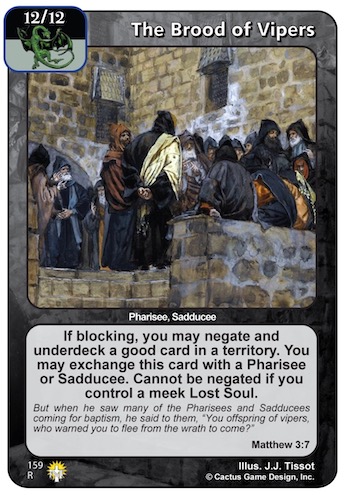 12/12
The Brood of Vipers
Pharisee, Sadducee
If blocking, you may negate and
underdeck a good card in a territory. You
may exchange this card with a Pharisee
or Sadducee. Cannot be negated if you
control a meek Lost Soul.
But when he saw many of the Pharisees and Sadducees
coming for baptism, he said to them, "You offspring of vipers,
who warned you to flee from the wrath to come?"
Matthew 3:7
159
R
Illus. J.J. Tissot
© Cactus Game Design, Inc.